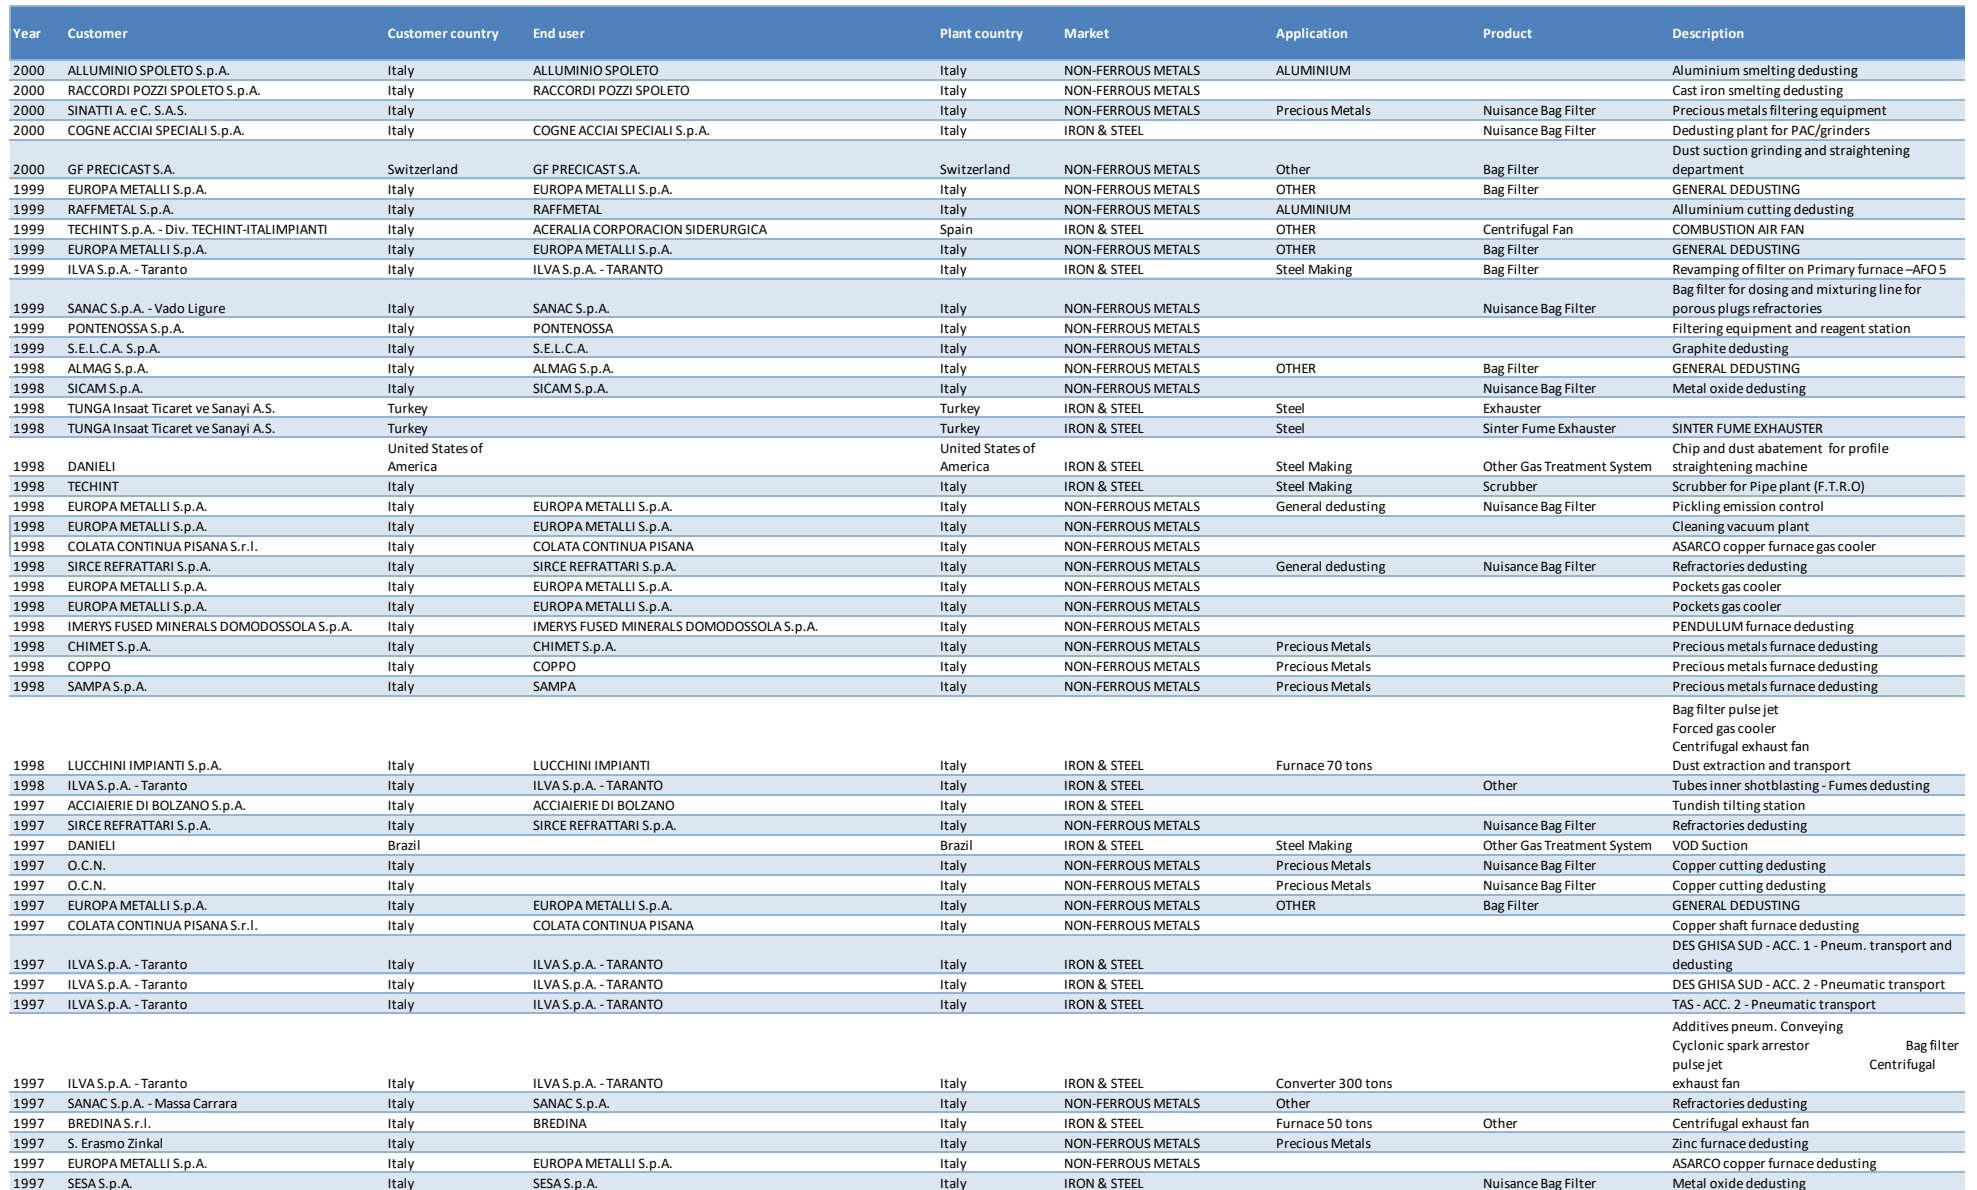 Year Customer Customer country End user Plant country Market Application Product Description
2000 ALLUMINIO SPOLETO S.p.A. Italy ALLUMINIO SPOLETO Italy NON-FERROUS METALS ALUMINIUM Aluminium smelting dedusting
2000 RACCORDI POZZI SPOLETO S.p.A. Italy RACCORDI POZZI SPOLETO Italy NON-FERROUS METALS Cast iron smelting dedusting
2000 SINATTI A. e C. S.A.S. Italy Italy NON-FERROUS METALS Precious Metals Nuisance Bag Filter Precious metals filtering equipment
2000 COGNE ACCIAI SPECIALI S.p.A. Italy COGNE ACCIAI SPECIALI S.p.A. Italy IRON & STEEL Nuisance Bag Filter Dedusting plant for PAC/grinders
Dust suction grinding and straightening
2000 GF PRECICAST S.A. Switzerland GF PRECICAST S.A. Switzerland NON-FERROUS METALS Other Bag Filter department
1999 EUROPA METALLI S.p.A. Italy EUROPA METALLI S.p.A. Italy NON-FERROUS METALS OTHER Bag Filter GENERAL DEDUSTING
1999 RAFFMETAL S.p.A. Italy RAFFMETAL Italy NON-FERROUS METALS ALUMINIUM Alluminium cutting dedusting
1999 TECHINT S.p.A. - Div. TECHINT-ITALIMPIANTI Italy ACERALIA CORPORACION SIDERURGICA Spain IRON & STEEL OTHER Centrifugal Fan COMBUSTION AIR FAN
1999 EUROPA METALLI S.p.A. Italy EUROPA METALLI S.p.A. Italy NON-FERROUS METALS OTHER Bag Filter GENERAL DEDUSTING
1999 ILVA S.p.A. - Taranto Italy ILVA S.p.A. - TARANTO Italy IRON & STEEL Steel Making Bag Filter Revamping of filter on Primary furnace –AFO 5
Bag filter for dosing and mixturing line for
1999 SANAC S.p.A. - Vado Ligure Italy SANAC S.p.A. Italy NON-FERROUS METALS Nuisance Bag Filter porous plugs refractories
1999 PONTENOSSA S.p.A. Italy PONTENOSSA Italy NON-FERROUS METALS Filtering equipment and reagent station
1999 S.E.L.C.A. S.p.A. Italy S.E.L.C.A. Italy NON-FERROUS METALS Graphite dedusting
1998 ALMAG S.p.A. Italy ALMAG S.p.A. Italy NON-FERROUS METALS OTHER Bag Filter GENERAL DEDUSTING
1998 SICAM S.p.A. Italy SICAM S.p.A. Italy NON-FERROUS METALS Nuisance Bag Filter Metal oxide dedusting
1998 TUNGA Insaat Ticaret ve Sanayi A.S. Turkey Turkey IRON & STEEL Steel Exhauster
1998 TUNGA Insaat Ticaret ve Sanayi A.S. Turkey Turkey IRON & STEEL Steel Sinter Fume Exhauster SINTER FUME EXHAUSTER
United States of United States of Chip and dust abatement for profile
1998 DANIELI America America IRON & STEEL Steel Making Other Gas Treatment System straightening machine
1998 TECHINT Italy Italy IRON & STEEL Steel Making Scrubber Scrubber for Pipe plant (F.T.R.O)
1998 EUROPA METALLI S.p.A. Italy EUROPA METALLI S.p.A. Italy NON-FERROUS METALS General dedusting Nuisance Bag Filter Pickling emission control
1998 EUROPA METALLI S.p.A. Italy EUROPA METALLI S.p.A. Italy NON-FERROUS METALS Cleaning vacuum plant
1998 COLATA CONTINUA PISANA S.r.l. Italy COLATA CONTINUA PISANA Italy NON-FERROUS METALS ASARCO copper furnace gas cooler
1998 SIRCE REFRATTARI S.p.A. Italy SIRCE REFRATTARI S.p.A. Italy NON-FERROUS METALS General dedusting Nuisance Bag Filter Refractories dedusting
1998 EUROPA METALLI S.p.A. Italy EUROPA METALLI S.p.A. Italy NON-FERROUS METALS Pockets gas cooler
1998 EUROPA METALLI S.p.A. Italy EUROPA METALLI S.p.A. Italy NON-FERROUS METALS Pockets gas cooler
1998 IMERYS FUSED MINERALS DOMODOSSOLA S.p.A. Italy IMERYS FUSED MINERALS DOMODOSSOLA S.p.A. Italy NON-FERROUS METALS PENDULUM furnace dedusting
1998 CHIMET S.p.A. Italy CHIMET S.p.A. Italy NON-FERROUS METALS Precious Metals Precious metals furnace dedusting
1998 COPPO Italy COPPO Italy NON-FERROUS METALS Precious Metals Precious metals furnace dedusting
1998 SAMPA S.p.A. Italy SAMPA Italy NON-FERROUS METALS Precious Metals Precious metals furnace dedusting
Bag filter pulse jet
Forced gas cooler
Centrifugal exhaust fan
1998 LUCCHINI IMPIANTI S.p.A. Italy LUCCHINI IMPIANTI Italy IRON & STEEL Furnace 70 tons Dust extraction and transport
1998 ILVA S.p.A. - Taranto Italy ILVA S.p.A. - TARANTO Italy IRON & STEEL Other Tubes inner shotblasting - Fumes dedusting
1997 ACCIAIERIE DI BOLZANO S.p.A. Italy ACCIAIERIE DI BOLZANO Italy IRON & STEEL Tundish tilting station
1997 SIRCE REFRATTARI S.p.A. Italy SIRCE REFRATTARI S.p.A. Italy NON-FERROUS METALS Nuisance Bag Filter Refractories dedusting
1997 DANIELI Brazil Brazil IRON & STEEL Steel Making Other Gas Treatment System VOD Suction
1997 O.C.N. Italy Italy NON-FERROUS METALS Precious Metals Nuisance Bag Filter Copper cutting dedusting
1997 O.C.N. Italy Italy NON-FERROUS METALS Precious Metals Nuisance Bag Filter Copper cutting dedusting
1997 EUROPA METALLI S.p.A. Italy EUROPA METALLI S.p.A. Italy NON-FERROUS METALS OTHER Bag Filter GENERAL DEDUSTING
1997 COLATA CONTINUA PISANA S.r.l. Italy COLATA CONTINUA PISANA Italy NON-FERROUS METALS Copper shaft furnace dedusting
DES GHISA SUD - ACC. 1 - Pneum. transport and
1997 ILVA S.p.A. - Taranto Italy ILVA S.p.A. - TARANTO Italy IRON & STEEL dedusting
1997 ILVA S.p.A. - Taranto Italy ILVA S.p.A. - TARANTO Italy IRON & STEEL DES GHISA SUD - ACC. 2 - Pneumatic transport
1997 ILVA S.p.A. - Taranto Italy ILVA S.p.A. - TARANTO Italy IRON & STEEL TAS - ACC. 2 - Pneumatic transport
Additives pneum. Conveying
Cyclonic spark arrestor Bag filter
pulse jet Centrifugal
1997 ILVA S.p.A. - Taranto Italy ILVA S.p.A. - TARANTO Italy IRON & STEEL Converter 300 tons exhaust fan
1997 SANAC S.p.A. - Massa Carrara Italy SANAC S.p.A. Italy NON-FERROUS METALS Other Refractories dedusting
1997 BREDINA S.r.l. Italy BREDINA Italy IRON & STEEL Furnace 50 tons Other Centrifugal exhaust fan
1997 S. Erasmo Zinkal Italy Italy NON-FERROUS METALS Precious Metals Zinc furnace dedusting
1997 EUROPA METALLI S.p.A. Italy EUROPA METALLI S.p.A. Italy NON-FERROUS METALS ASARCO copper furnace dedusting
1997 SESA S.p.A. Italy SESA S.p.A. Italy IRON & STEEL Nuisance Bag Filter Metal oxide dedusting